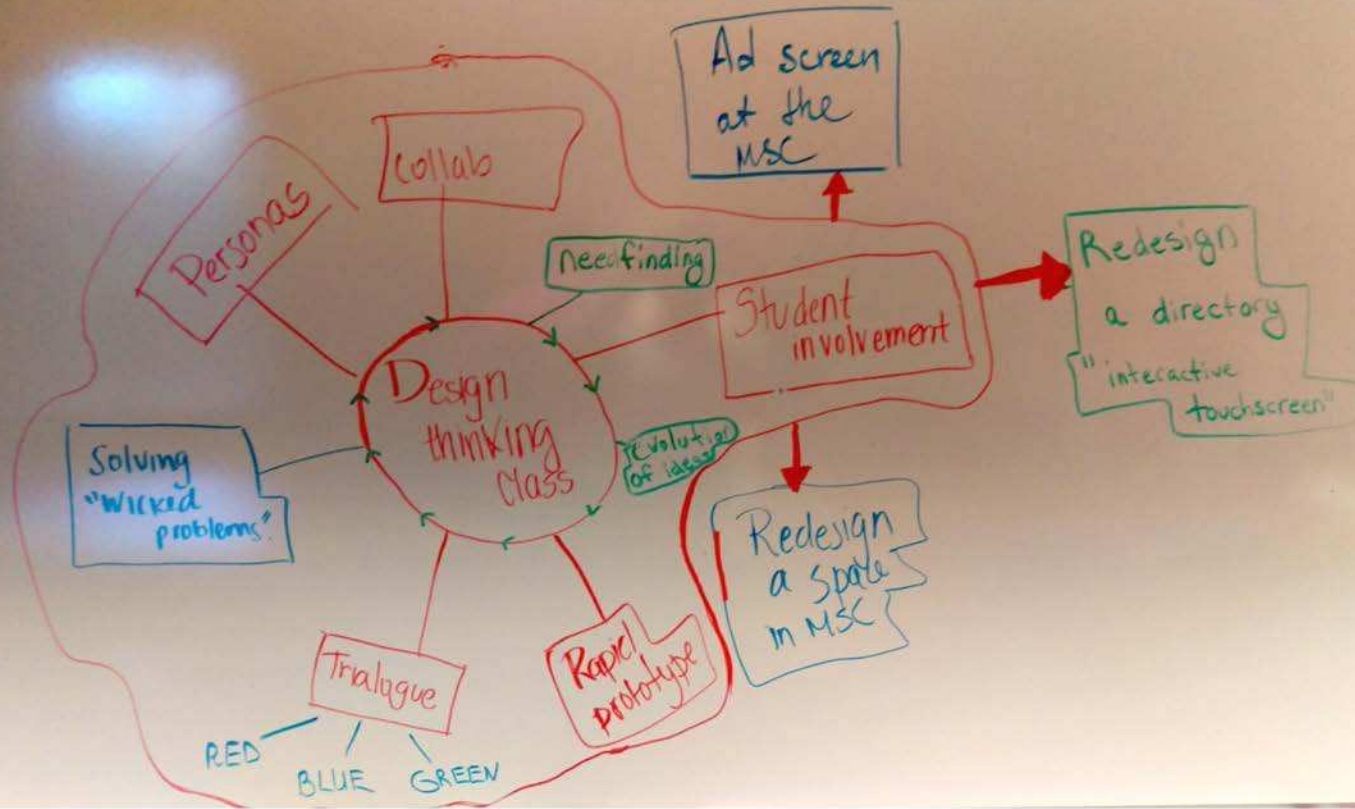 Ad screen
at the
MSC
Collab
Personas
needfinding
Student
involvement
Redesign
a directory
"interactive
touchscreen"
Design
thinking
class
evolution
of ideas
Solving
"Wicked
problems".
Redesign
a space
in MSC
Trialogue
Rapid
prototype
RED
BLUE
GREEN